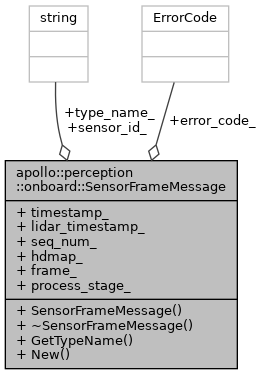 string
ErrorCode
+type_name_
+sensor_id_
+error_code_
apollo::perception
::onboard::SensorFrameMessage
+ timestamp_
+ lidar_timestamp_
+ seq_num_
+ hdmap_
+ frame_
+ process_stage_
+ SensorFrameMessage()
+ ~SensorFrameMessage()
+ GetTypeName()
+ New()